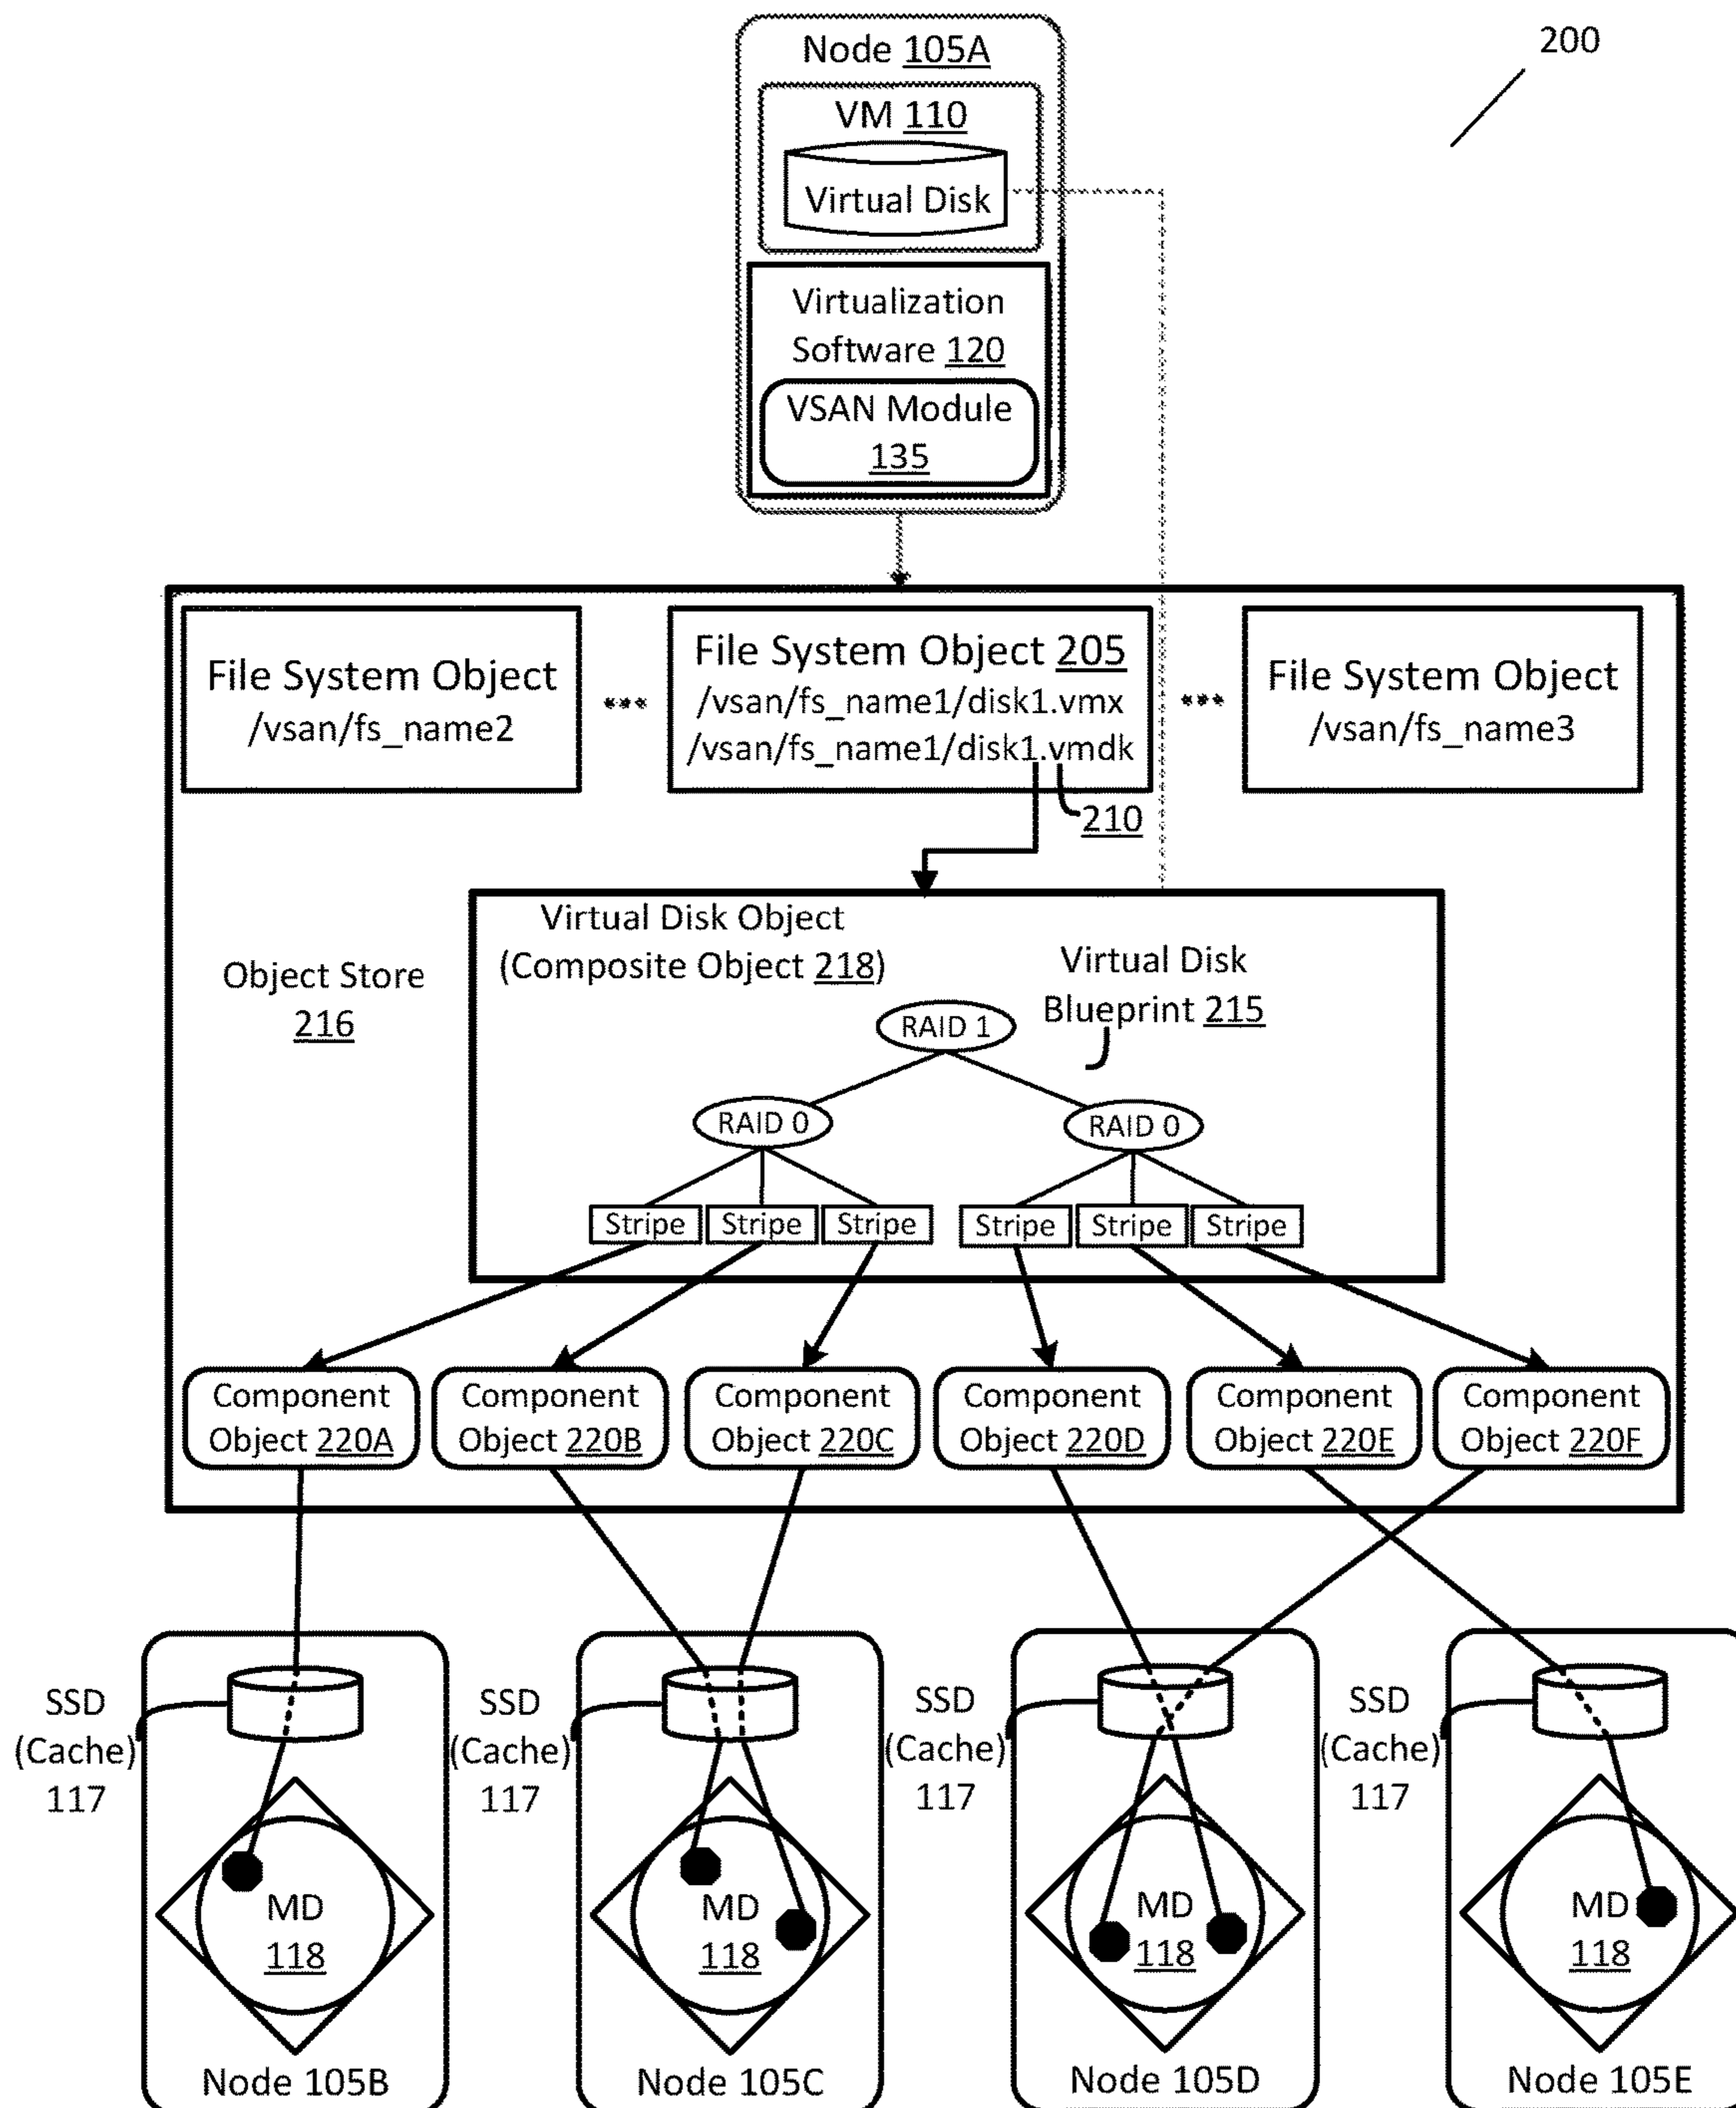 200
Node 105A
VM 110
Virtual Disk
Virtualization
Software 120
VSAN Module
135
File System Object
/vsan/fs_name2
...
File System Object 205
/vsan/fs_name1/disk1.vmx
/vsan/fs_name1/disk1.vmdk
...
File System Object
/vsan/fs_name3
210
Virtual Disk Object
(Composite Object 218)
Virtual Disk
Blueprint 215
Object Store
216
RAID 1
RAID 0
RAID 0
Stripe
Stripe
Stripe
Stripe
Stripe
Stripe
Component
Object 220A
Component
Object 220B
Component
Object 220C
Component
Object 220D
Component
Object 220E
Component
Object 220F
SSD
(Cache)
117
SSD
(Cache)
117
SSD
(Cache)
117
SSD
(Cache)
117
MD
118
MD
118
MD
118
MD
118
Node 105B
Node 105C
Node 105D
Node 105E